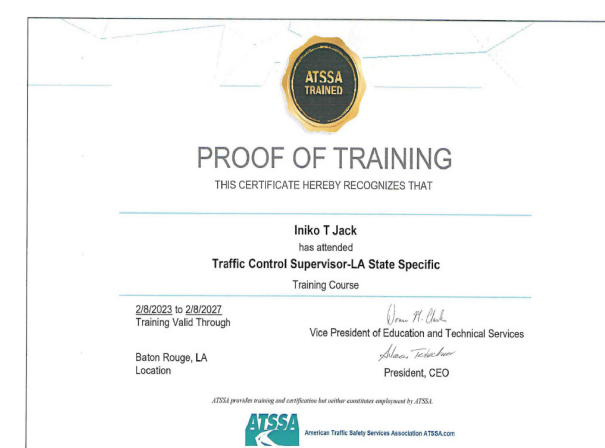 ATSSA
TRAINED
PROOF OF TRAINING
THIS CERTIFICATE HEREBY RECOGNIZES THAT
Iniko T Jack
has attended
Traffic Control Supervisor-LA State Specific
Training Course
2/8/2023 to 2/8/2027
Training Valid Through
Vice President of Education and Technical Services
Baton Rouge, LA
Location
President, CEO
ATSSA provides training and certification but neither constitutes employment by ATSSA.
ATSSA
American Traffic Safety Services Association ATSSA.com